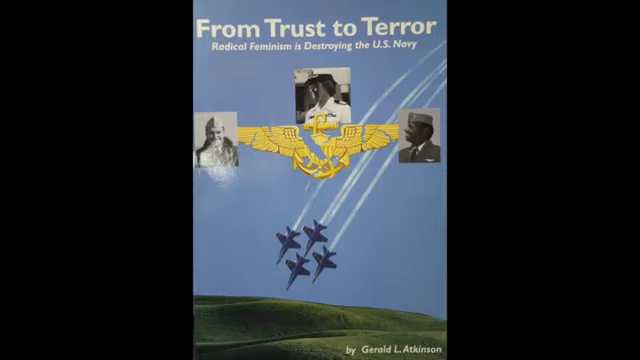 From Trust to Terror
Radical Feminism is Destroying the U.S. Navy
by Gerald L. Atkinson